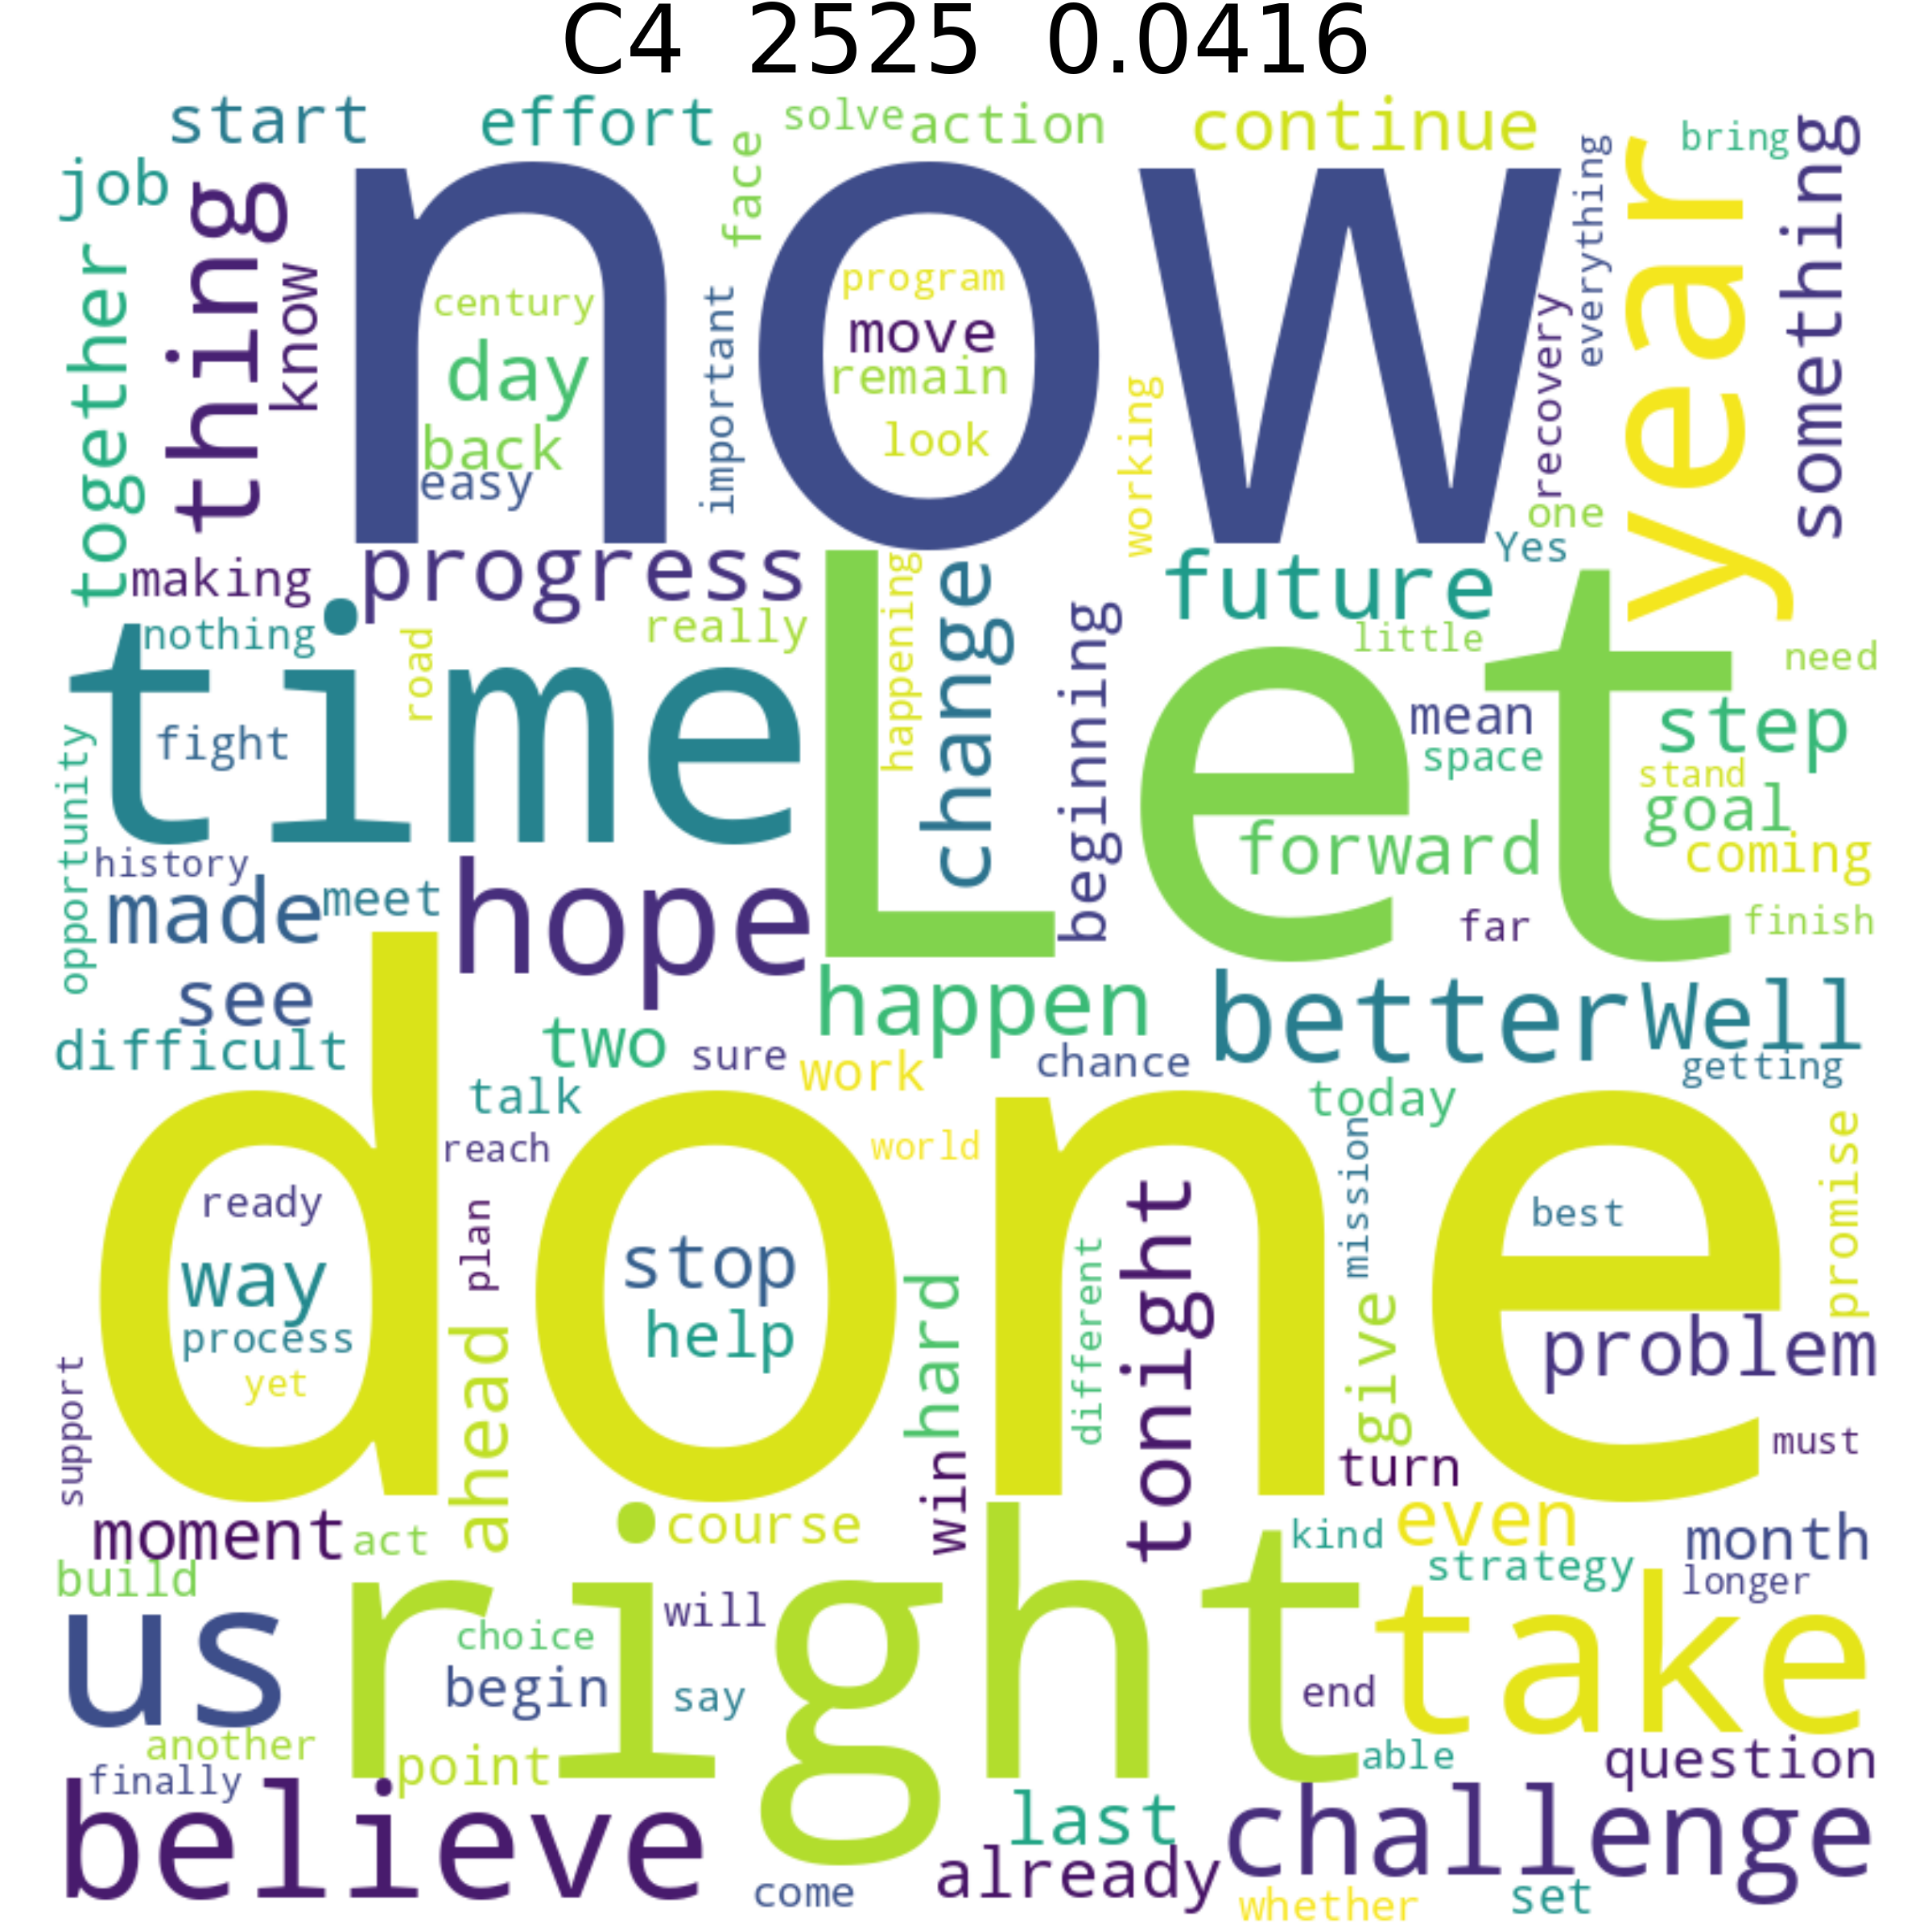 C4 2525 0.0416
start effort solve action continue bring
job thing know face everything year something
together now
century program
day important move recovery
back remain working
easy look one
making progress happening change future Yes
nothing road really beginning little need
time Let mean step
fight space stand
opportunity forward goal
history coming
made meet hope far finish
see happen better Well
difficult two sure work chance getting
talk today
reach world mission promise
done
ready plan stop tonight best
way help hard different give problem
process
yet ahead
support win turn must
moment act course kind even month
build strategy longer
us right will take
choice
begin say end
another point able question
finally last
believe already challenge
come whether set